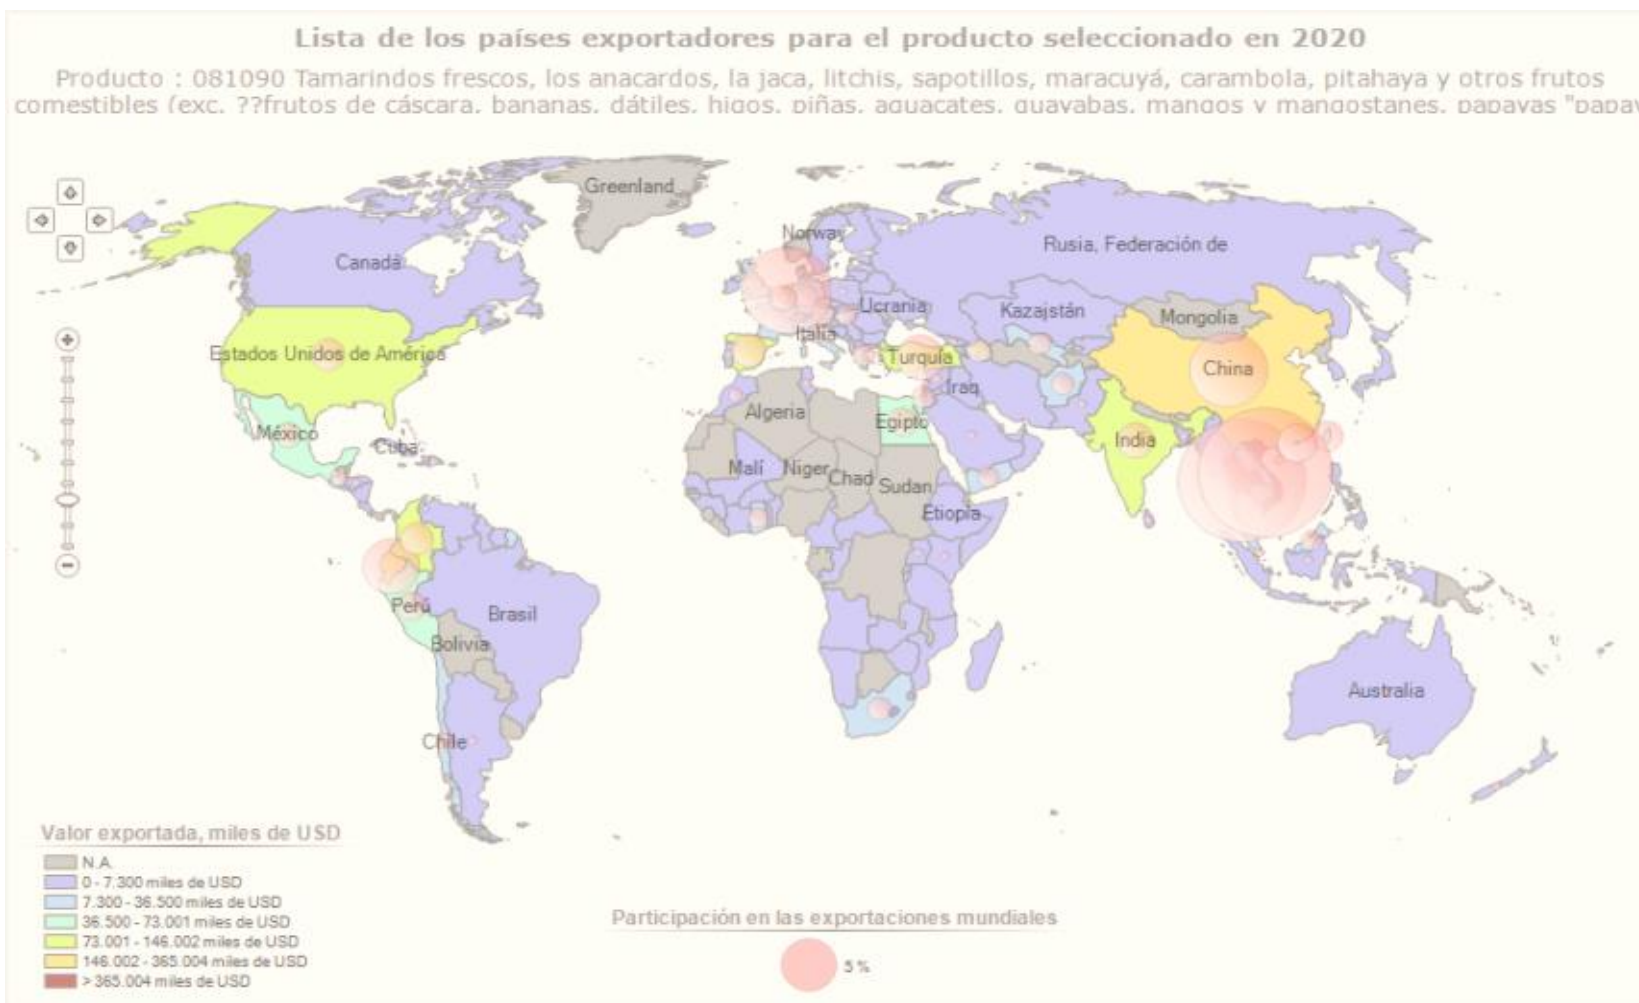 Lista de los países exportadores para el producto seleccionado en 2020
Producto : 081090 Tamarindos frescos, los anacardos, la jaca, litchis, sapotillos, maracuyá, carambola, pitahaya y otros frutos
comestibles (exc. ??frutos de cáscara, bananas, dátiles, higos, piñas, aguacates, guayabas, mangos y mangostanes, papayas "papay
Greenland
Norway
Canadá
Rusia, Federación de
Ucrania
Kazajstán
Mongolia
Italia
Estados Unidos de América
Turquía
China
Iraq
Algeria
Egipto
México
India
Cuba
Malí
Niger
Chad
Sudan
Etiopia
Perú
Brasil
Bolivia
Australia
Chile
Valor exportada, miles de USD
N.A.
0 - 7.300 miles de USD
7.300 - 36.500 miles de USD
36.500 - 73.001 miles de USD
73.001 - 146.002 miles de USD
146.002 - 365.004 miles de USD
> 365.004 miles de USD
Participación en las exportaciones mundiales
5 %